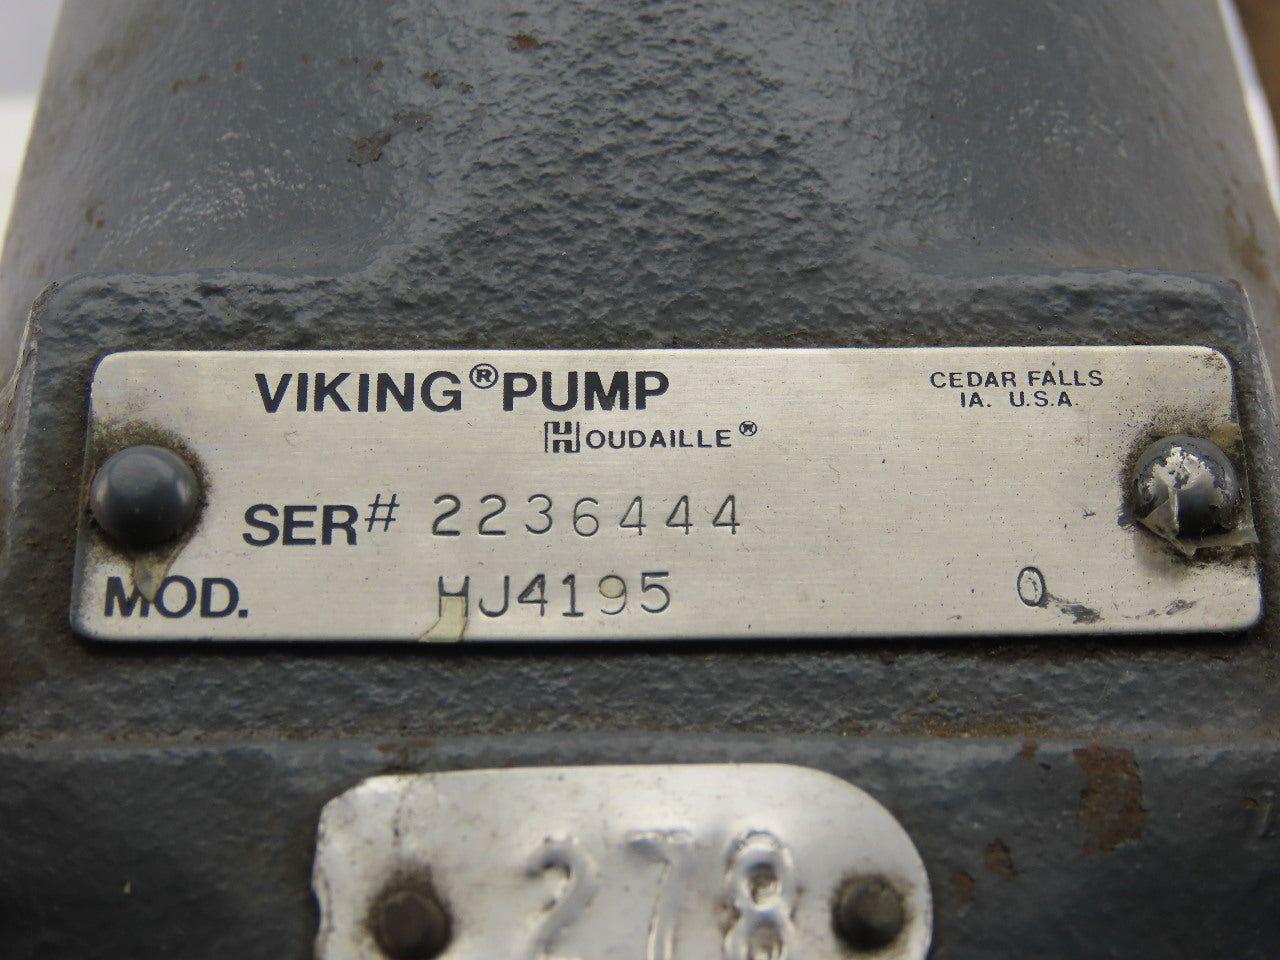 VIKING® PUMP
CEDAR FALLS
IA. U.S.A.
HOUDAILLE®
SER# 2236444
MOD. HJ4195 0
278